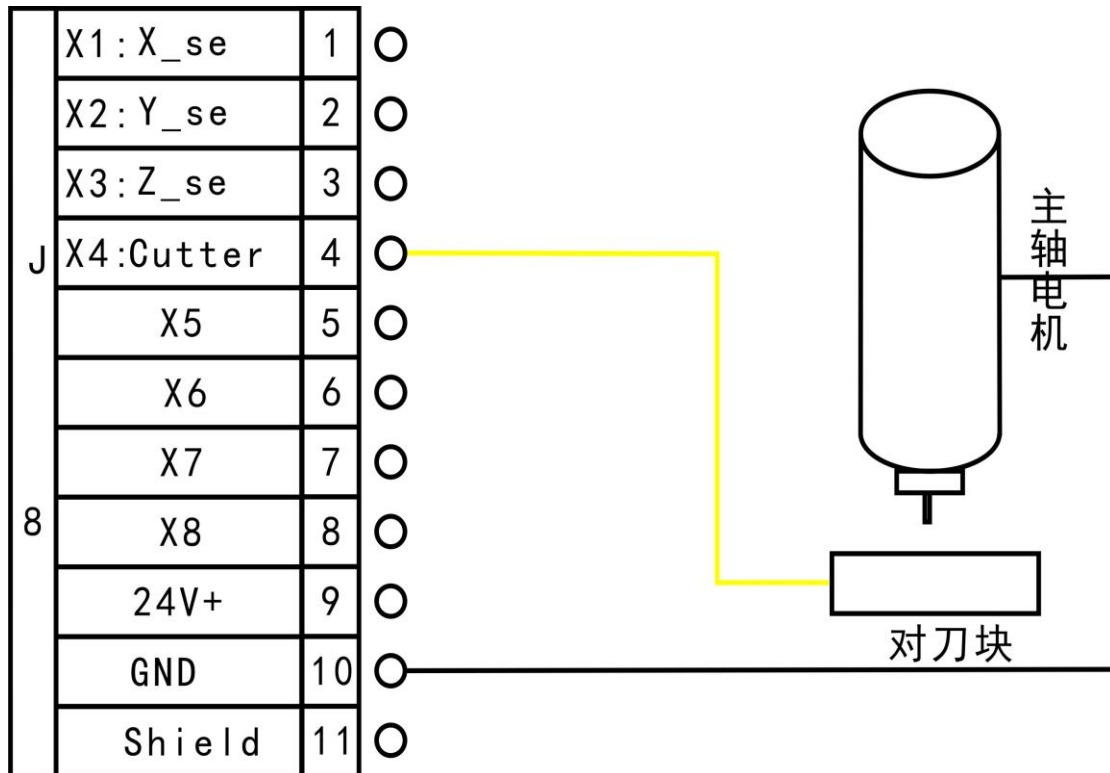 X1:X_se 1
X2:Y_se 2
X3:Z_se 3
J
X4:Cutter 4
X5 5
X6 6
X7 7
8
X8 8
24V+ 9
GND 10
Shield 11
主轴电机
对刀块